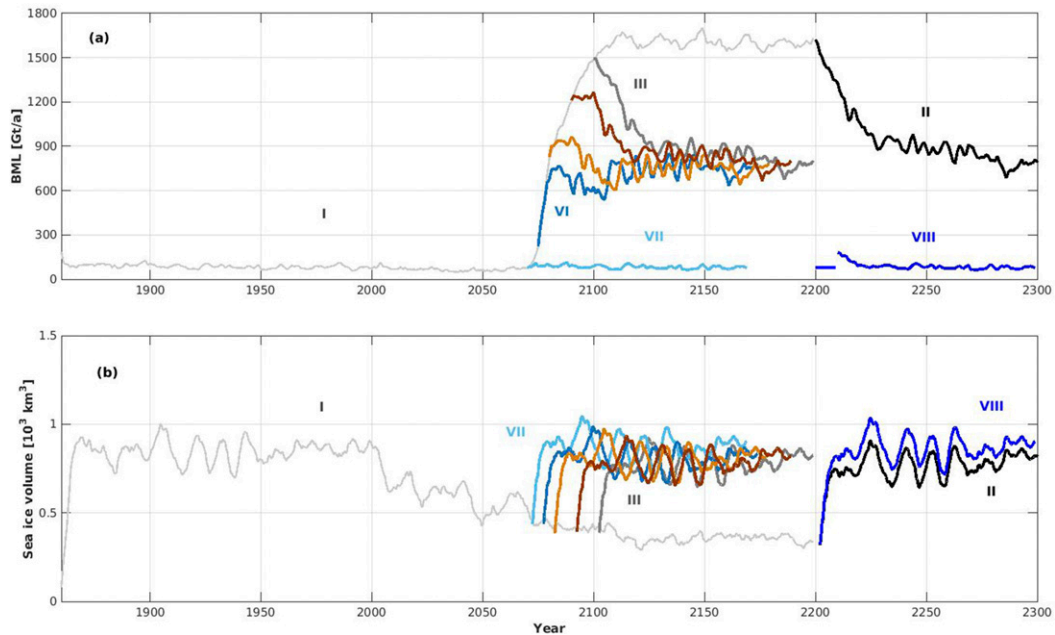 (a)
BML [Gt/a]
1800
1500
1200
900
600
300
0
I
III
VI
VII
II
VIII
1900 1950 2000 2050 2100 2150 2200 2250 2300
(b)
Sea ice volume [10³ km³]
1.5
1
0.5
0
I
VII
III
VIII
II
1900 1950 2000 2050 2100 2150 2200 2250 2300
Year